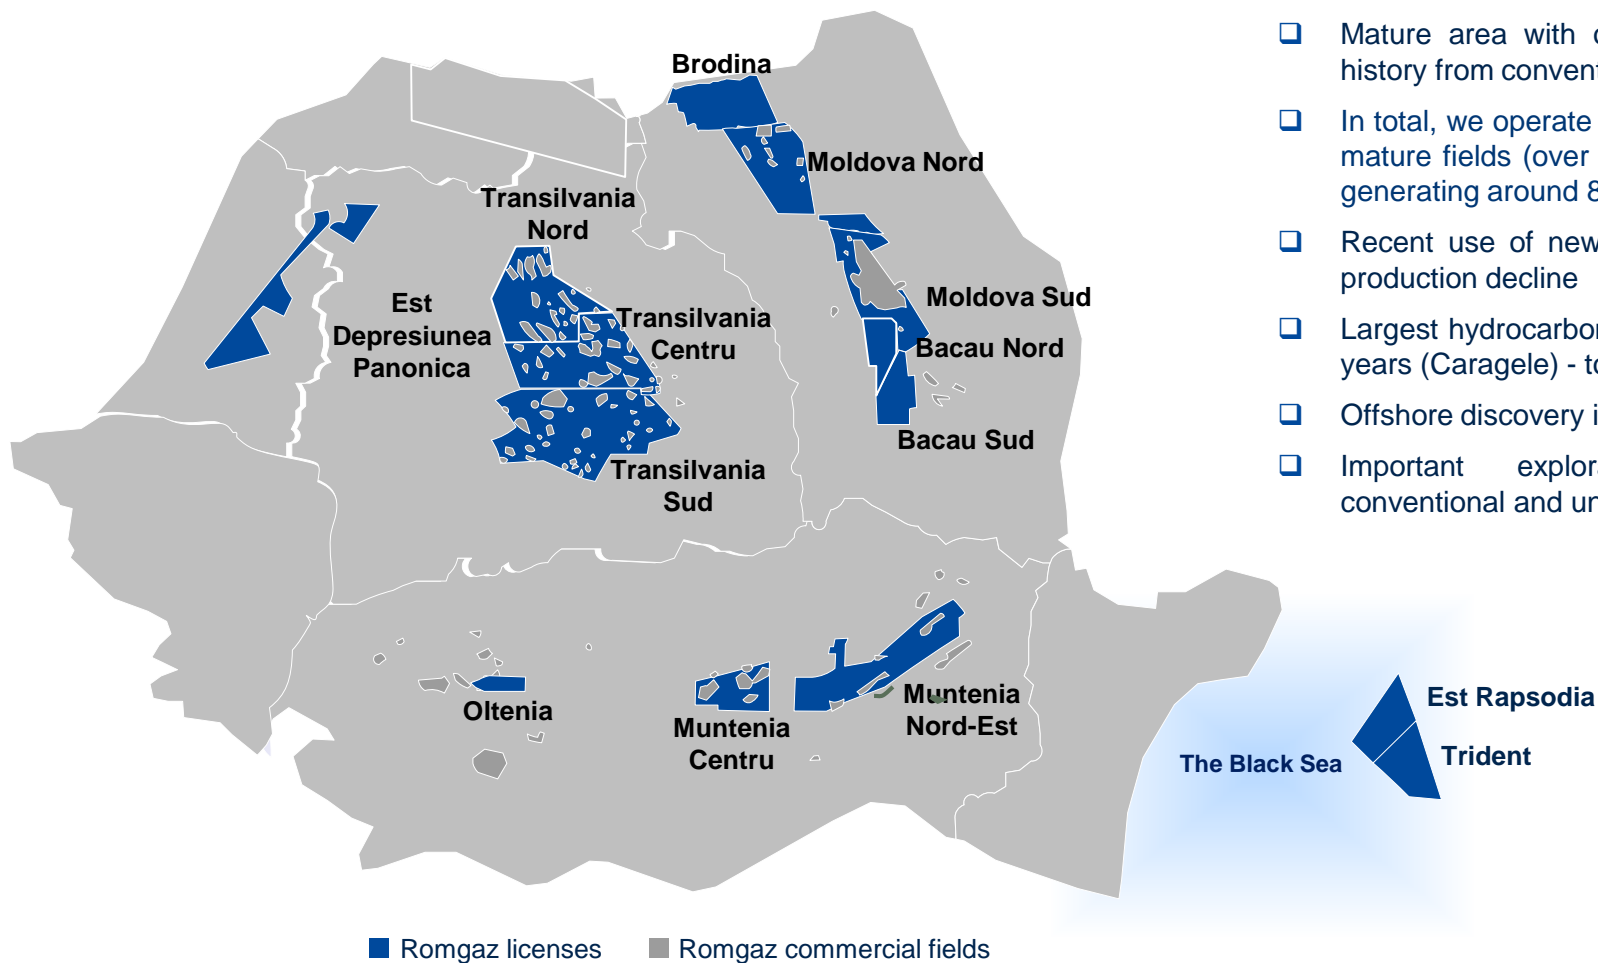 Brodina
Moldova Nord
Transilvania
Nord
Est
Depresiunea
Panonica
Transilvania
Centru
Moldova Sud
Bacau Nord
Bacau Sud
Transilvania
Sud
Oltenia
Muntenia
Centru
Muntenia
Nord-Est
The Black Sea
Est Rapsodia
Trident
Romgaz licenses
Romgaz commercial fields
❑ Mature area with
history from
❑ In total, we operate
mature fields (over
generating around 8
❑ Recent use of new
production decline
❑ Largest
years (Caragele) -
❑ Offshore discovery
❑ Important
conventional and